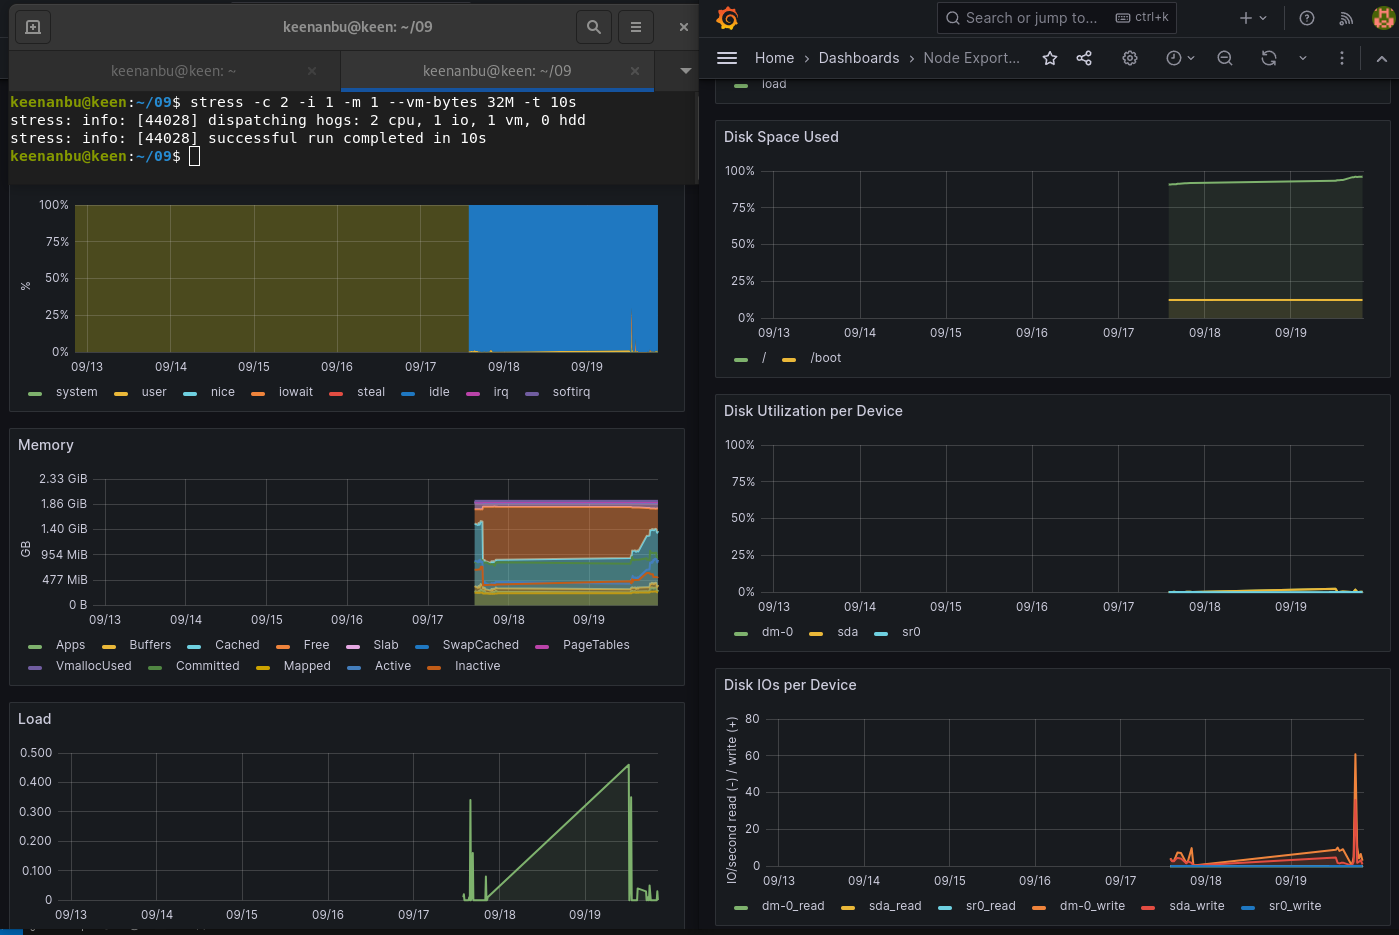 keenanbu@keen: ~/09
keenanbu@keen: ~
keenanbu@keen: ~/09
keenanbu@keen:~/09$ stress -c 2 -i 1 -m 1 --vm-bytes 32M -t 10s
stress: info: [44028] dispatching hogs: 2 cpu, 1 io, 1 vm, 0 hdd
stress: info: [44028] successful run completed in 10s
keenanbu@keen:~/09$
100%
75%
50%
25%
0%
%
09/13 09/14 09/15 09/16 09/17 09/18 09/19
system user nice iowait steal idle irq softirq
Memory
2.33 GiB
1.86 GiB
1.40 GiB
954 MiB
477 MiB
0 B
GB
09/13 09/14 09/15 09/16 09/17 09/18 09/19
Apps Buffers Cached Free Slab SwapCached PageTables
VmallocUsed Committed Mapped Active Inactive
Load
0.500
0.400
0.300
0.200
0.100
0
09/13 09/14 09/15 09/16 09/17 09/18 09/19
Search or jump to... ctrl+k
Home > Dashboards > Node Export...
load
Disk Space Used
100%
75%
50%
25%
0%
09/13 09/14 09/15 09/16 09/17 09/18 09/19
/ /boot
Disk Utilization per Device
100%
75%
50%
25%
0%
09/13 09/14 09/15 09/16 09/17 09/18 09/19
dm-0 sda sr0
Disk IOs per Device
IO/second read (-) / write (+)
80
60
40
20
0
09/13 09/14 09/15 09/16 09/17 09/18 09/19
dm-0_read sda_read sr0_read dm-0_write sda_write sr0_write